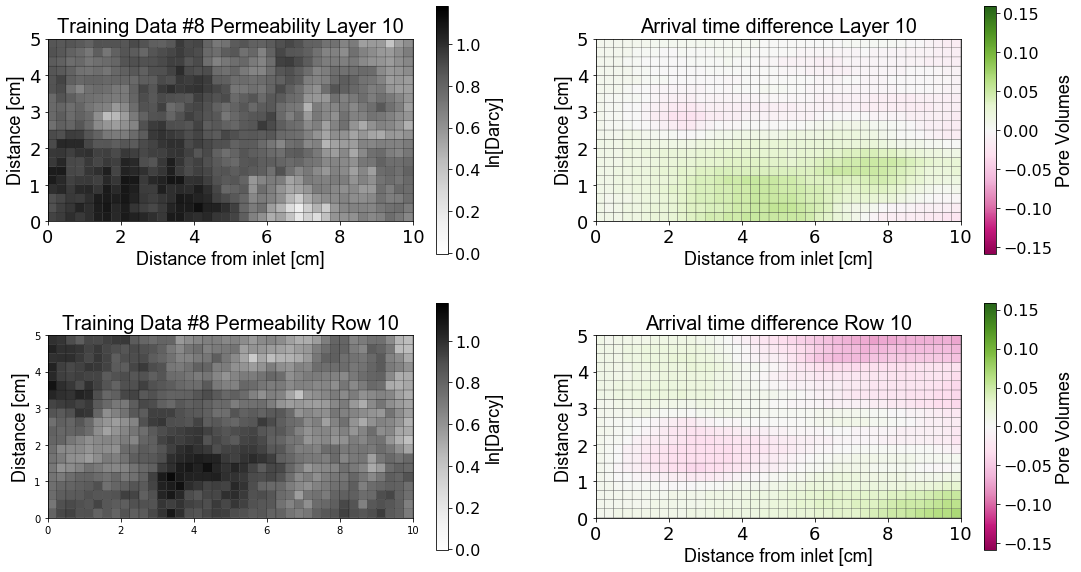 Training Data #8 Permeability Layer 10
Distance [cm]
5
4
3
2
1
0
0 2 4 6 8 10
Distance from inlet [cm]
1.0
0.8
0.6
0.4
0.2
0.0
ln[Darcy]
Arrival time difference Layer 10
Distance [cm]
5
4
3
2
1
0
0 2 4 6 8 10
Distance from inlet [cm]
0.15
0.10
0.05
0.00
−0.05
−0.10
−0.15
Pore Volumes
Training Data #8 Permeability Row 10
Distance [cm]
5
4
3
2
1
0
0 2 4 6 8 10
1.0
0.8
0.6
0.4
0.2
0.0
ln[Darcy]
Arrival time difference Row 10
Distance [cm]
5
4
3
2
1
0
0 2 4 6 8 10
Distance from inlet [cm]
0.15
0.10
0.05
0.00
−0.05
−0.10
−0.15
Pore Volumes